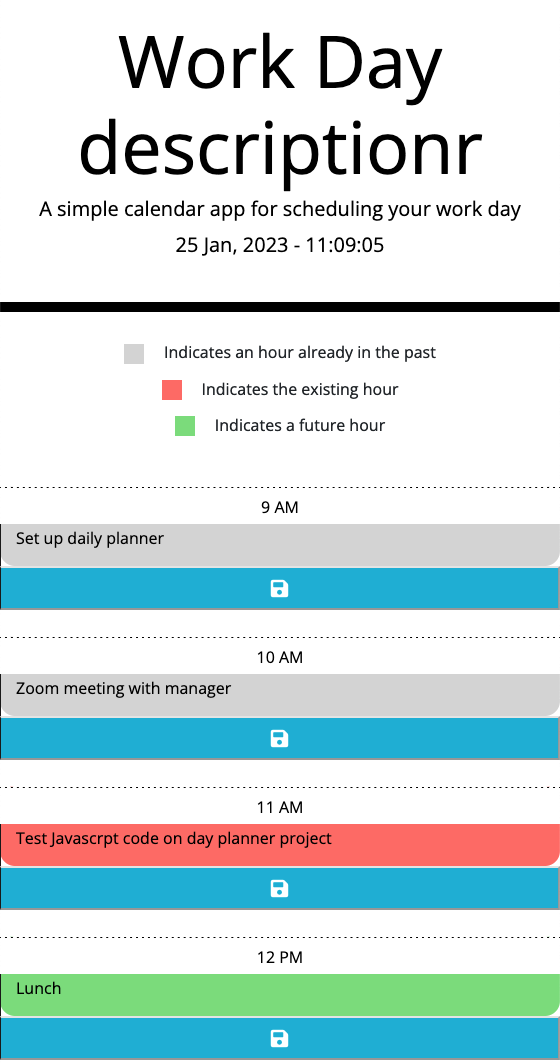 Work Day
descriptionr
A simple calendar app for scheduling your work day
25 Jan, 2023 - 11:09:05
Indicates an hour already in the past
Indicates the existing hour
Indicates a future hour
9 AM
Set up daily planner
10 AM
Zoom meeting with manager
11 AM
Test Javascrpt code on day planner project
12 PM
Lunch